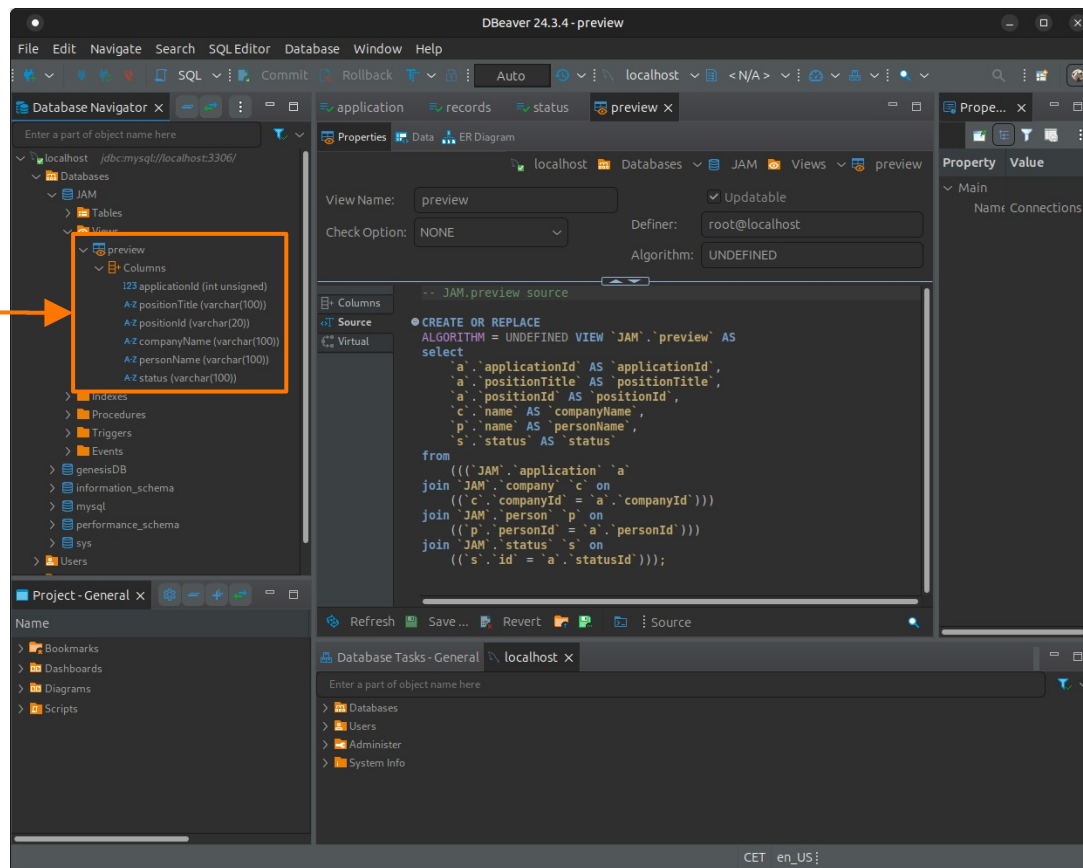 DBeaver 24.3.4 - preview
File Edit Navigate Search SQL Editor Database Window Help
SQL Commit Rollback Auto localhost <N/A>
Database Navigator
Enter a part of object name here
localhost jdbc:mysql://localhost:3306/
Databases
JAM
Tables
Views
preview
Columns
123 applicationId (int unsigned)
A-Z positionTitle (varchar(100))
A-Z positionId (varchar(20))
A-Z companyName (varchar(100))
A-Z personName (varchar(100))
A-Z status (varchar(100))
Indexes
Procedures
Triggers
Events
genesisDB
information_schema
mysql
performance_schema
sys
Users
application records status preview
Properties Data ER Diagram
localhost Databases JAM Views preview
View Name: preview
Updatable
Check Option: NONE
Definer: root@localhost
Algorithm: UNDEFINED
Columns
Source
Virtual
-- JAM.preview source
CREATE OR REPLACE
ALGORITHM = UNDEFINED VIEW `JAM`.`preview` AS
select
`a`.`applicationId` AS `applicationId`,
`a`.`positionTitle` AS `positionTitle`,
`a`.`positionId` AS `positionId`,
`c`.`name` AS `companyName`,
`p`.`name` AS `personName`,
`s`.`status` AS `status`
from
(((`JAM`.`application` `a`
join `JAM`.`company` `c` on
((`c`.`companyId` = `a`.`companyId`)))
join `JAM`.`person` `p` on
((`p`.`personId` = `a`.`personId`)))
join `JAM`.`status` `s` on
((`s`.`id` = `a`.`statusId`)));
Refresh Save ... Revert Source
Prope...
Property Value
Main
Name Connections
Project - General
Name
Bookmarks
Dashboards
Diagrams
Scripts
Database Tasks - General localhost
Enter a part of object name here
Databases
Users
Administer
System Info
CET en_US